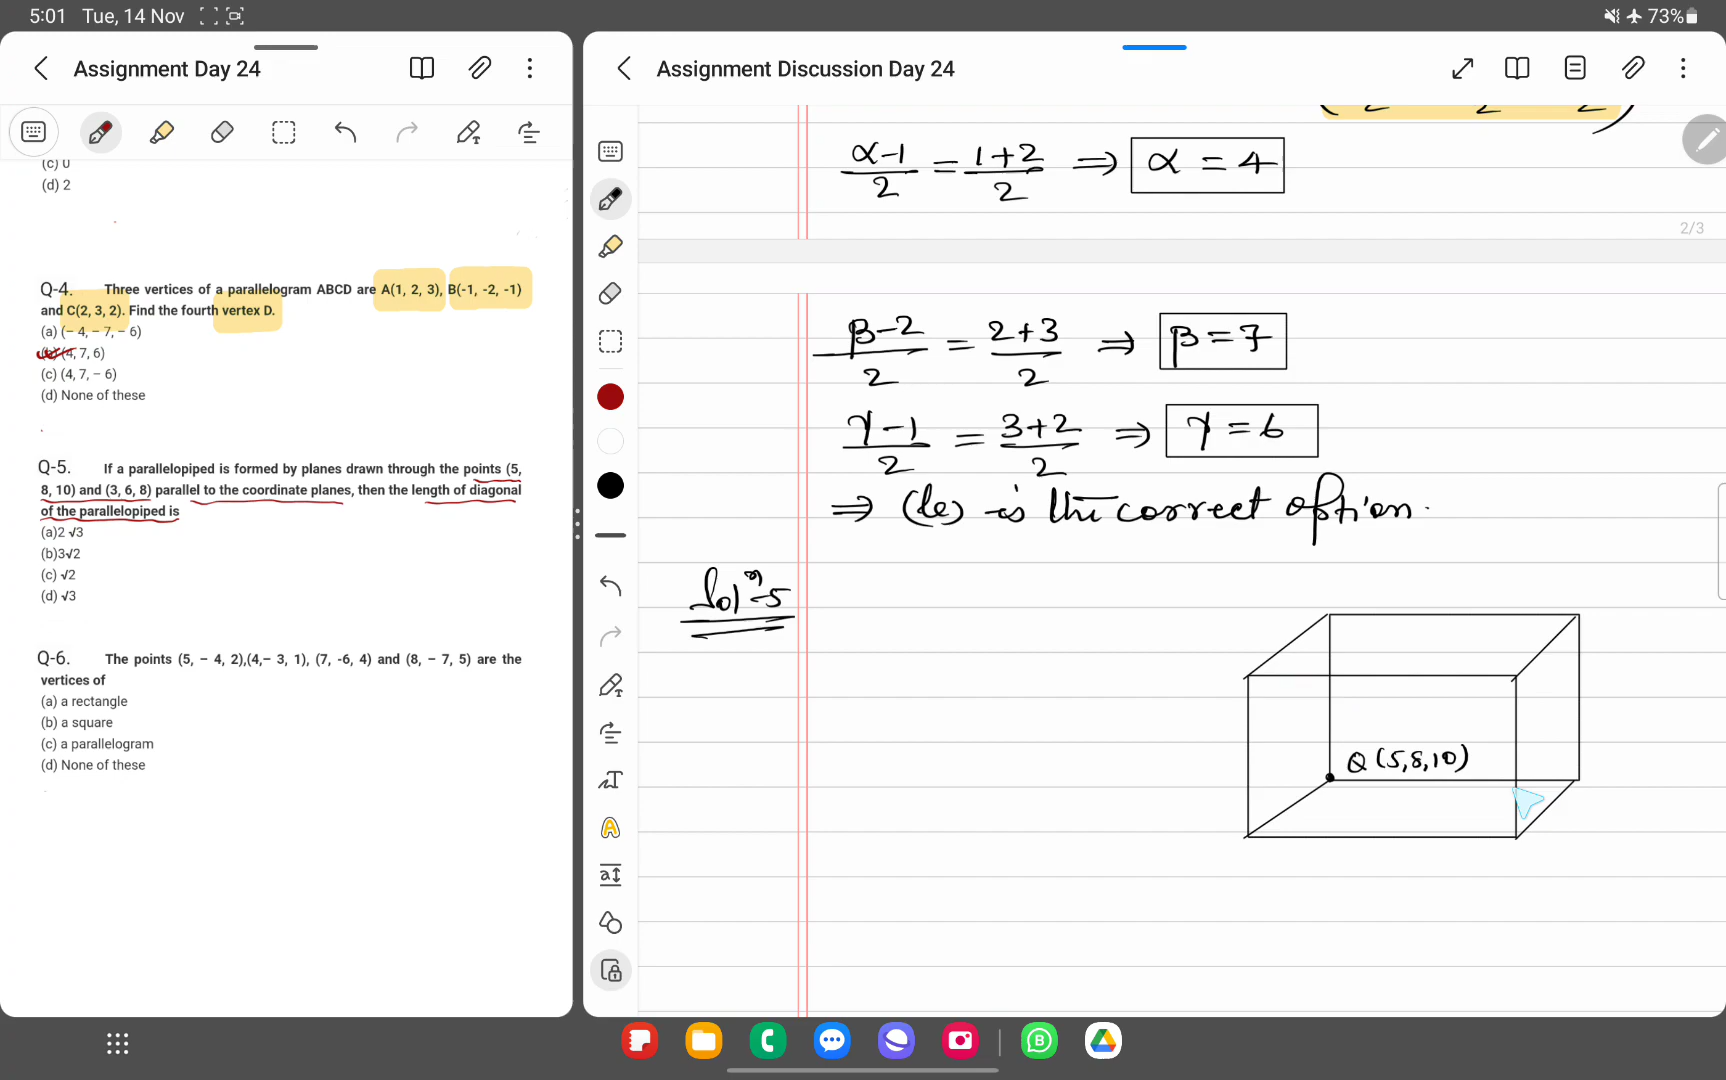 5:01 Tue, 14 Nov
73%
Assignment Day 24
(c) 0
(d) 2
Q-4. Three vertices of a parallelogram ABCD are A(1, 2, 3), B(-1, -2, -1)
and C(2, 3, 2). Find the fourth vertex D.
(a) (− 4, − 7, − 6)
(b) (4, 7, 6)
(c) (4, 7, − 6)
(d) None of these
Q-5. If a parallelopiped is formed by planes drawn through the points (5,
8, 10) and (3, 6, 8) parallel to the coordinate planes, then the length of diagonal
of the parallelopiped is
(a)2 √3
(b)3√2
(c) √2
(d) √3
Q-6. The points (5, − 4, 2),(4,− 3, 1), (7, -6, 4) and (8, − 7, 5) are the
vertices of
(a) a rectangle
(b) a square
(c) a parallelogram
(d) None of these
Assignment Discussion Day 24
α-1/2 = 1+2/2 ⇒ α = 4
2/3
β-2/2 = 2+3/2 ⇒ β = 7
γ-1/2 = 3+2/2 ⇒ γ = 6
⇒ (b) is the correct option.
Solⁿ-5
Q (5,8,10)